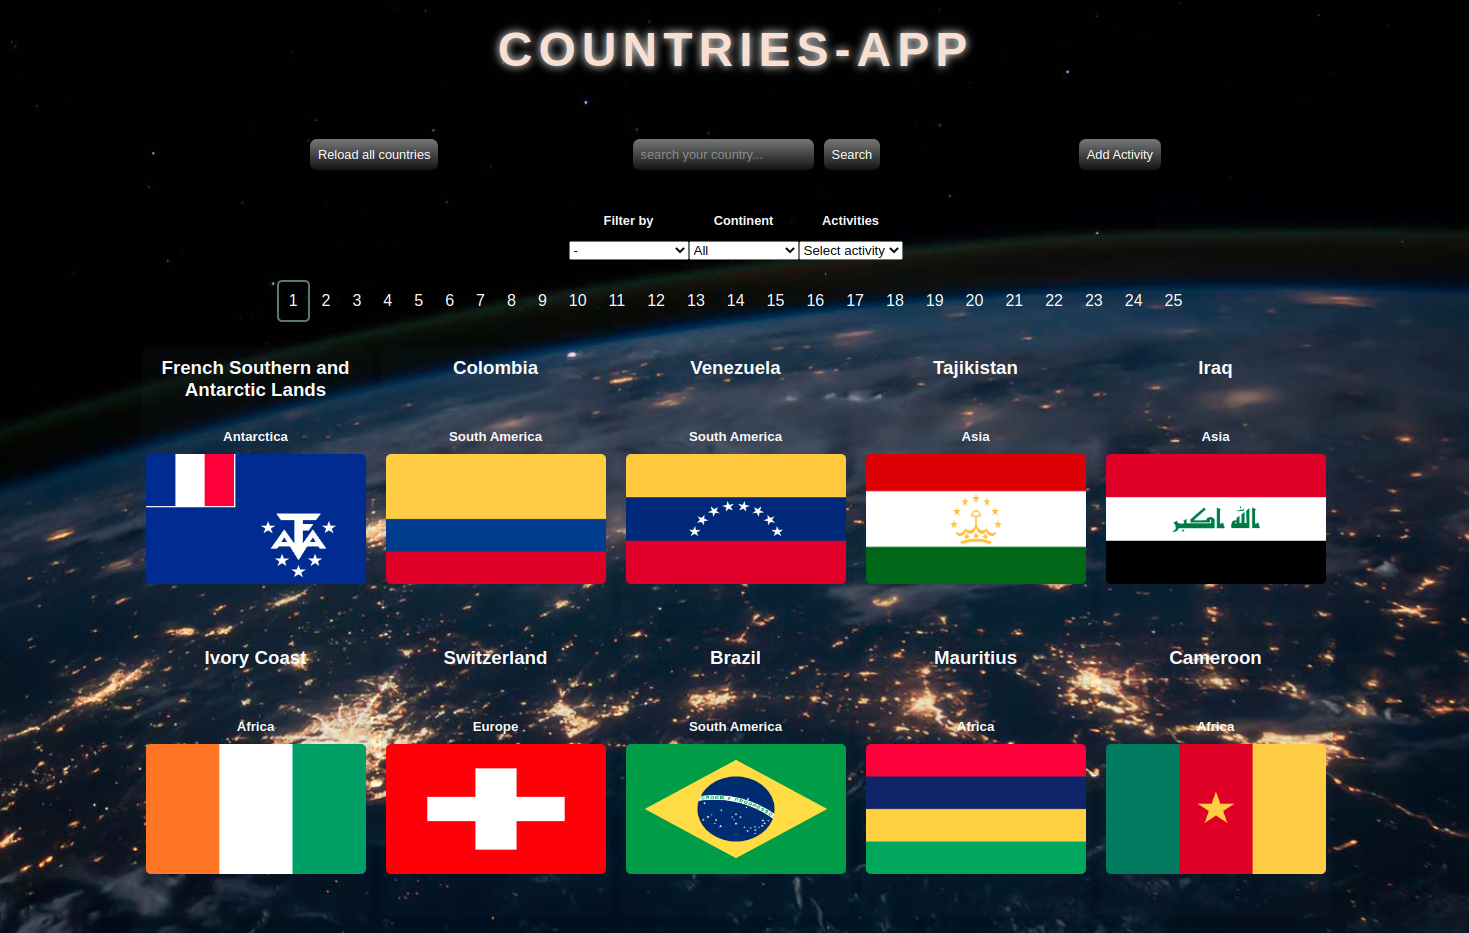 COUNTRIES-APP
Reload all countries
search your country...
Search
Add Activity
Filter by
Continent
Activities
-
All
Select activity
1 2 3 4 5 6 7 8 9 10 11 12 13 14 15 16 17 18 19 20 21 22 23 24 25
French Southern and
Antarctic Lands
Colombia
Venezuela
Tajikistan
Iraq
Antarctica
South America
South America
Asia
Asia
الله اكبر
Ivory Coast
Switzerland
Brazil
Mauritius
Cameroon
Africa
Europe
South America
Africa
Africa